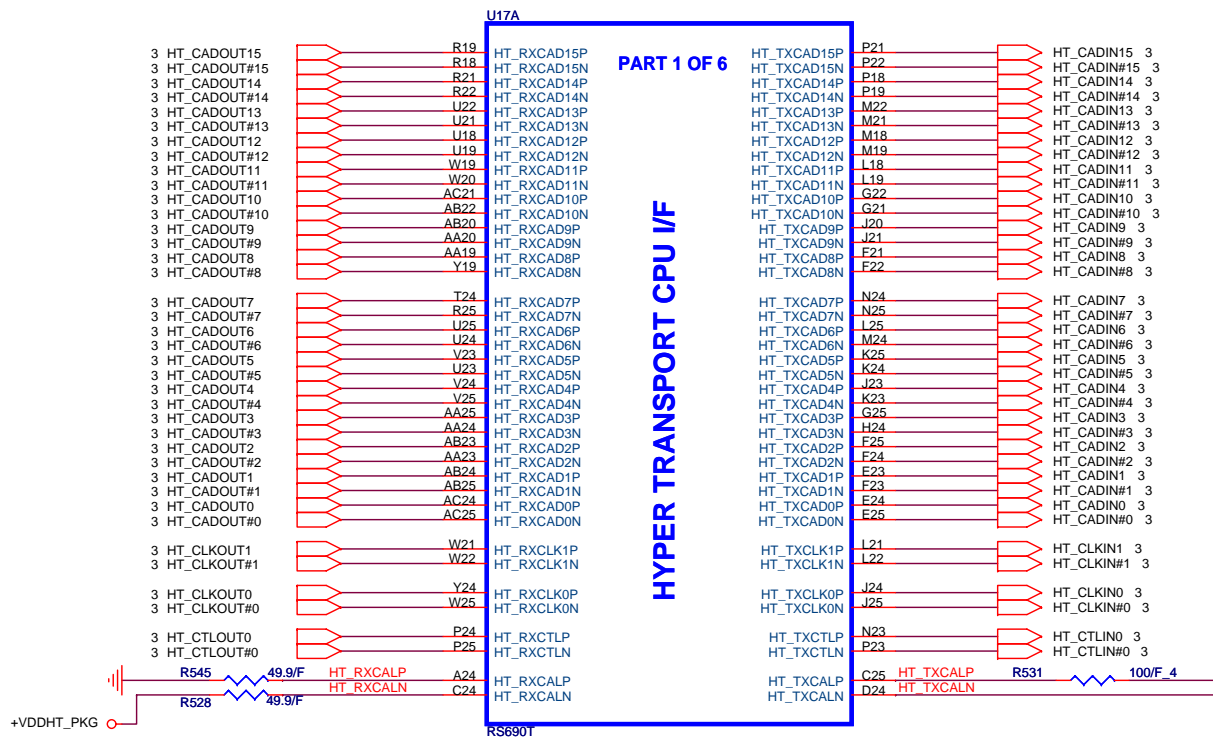 U17A
PART 1 OF 6
HYPER TRANSPORT CPU I/F
3 HT_CADOUT15 R19 HT_RXCAD15P HT_TXCAD15P P21 HT_CADIN15 3
3 HT_CADOUT#15 R18 HT_RXCAD15N HT_TXCAD15N P22 HT_CADIN#15 3
3 HT_CADOUT14 R21 HT_RXCAD14P HT_TXCAD14P P18 HT_CADIN14 3
3 HT_CADOUT#14 R22 HT_RXCAD14N HT_TXCAD14N P19 HT_CADIN#14 3
3 HT_CADOUT13 U22 HT_RXCAD13P HT_TXCAD13P M22 HT_CADIN13 3
3 HT_CADOUT#13 U21 HT_RXCAD13N HT_TXCAD13N M21 HT_CADIN#13 3
3 HT_CADOUT12 U18 HT_RXCAD12P HT_TXCAD12P M18 HT_CADIN12 3
3 HT_CADOUT#12 U19 HT_RXCAD12N HT_TXCAD12N M19 HT_CADIN#12 3
3 HT_CADOUT11 W19 HT_RXCAD11P HT_TXCAD11P L18 HT_CADIN11 3
3 HT_CADOUT#11 W20 HT_RXCAD11N HT_TXCAD11N L19 HT_CADIN#11 3
3 HT_CADOUT10 AC21 HT_RXCAD10P HT_TXCAD10P G22 HT_CADIN10 3
3 HT_CADOUT#10 AB22 HT_RXCAD10N HT_TXCAD10N G21 HT_CADIN#10 3
3 HT_CADOUT9 AB20 HT_RXCAD9P HT_TXCAD9P J20 HT_CADIN9 3
3 HT_CADOUT#9 AA20 HT_RXCAD9N HT_TXCAD9N J21 HT_CADIN#9 3
3 HT_CADOUT8 AA19 HT_RXCAD8P HT_TXCAD8P F21 HT_CADIN8 3
3 HT_CADOUT#8 Y19 HT_RXCAD8N HT_TXCAD8N F22 HT_CADIN#8 3
3 HT_CADOUT7 T24 HT_RXCAD7P HT_TXCAD7P N24 HT_CADIN7 3
3 HT_CADOUT#7 R25 HT_RXCAD7N HT_TXCAD7N N25 HT_CADIN#7 3
3 HT_CADOUT6 U25 HT_RXCAD6P HT_TXCAD6P L25 HT_CADIN6 3
3 HT_CADOUT#6 U24 HT_RXCAD6N HT_TXCAD6N M24 HT_CADIN#6 3
3 HT_CADOUT5 V23 HT_RXCAD5P HT_TXCAD5P K25 HT_CADIN5 3
3 HT_CADOUT#5 U23 HT_RXCAD5N HT_TXCAD5N K24 HT_CADIN#5 3
3 HT_CADOUT4 V24 HT_RXCAD4P HT_TXCAD4P J23 HT_CADIN4 3
3 HT_CADOUT#4 V25 HT_RXCAD4N HT_TXCAD4N K23 HT_CADIN#4 3
3 HT_CADOUT3 AA25 HT_RXCAD3P HT_TXCAD3P G25 HT_CADIN3 3
3 HT_CADOUT#3 AA24 HT_RXCAD3N HT_TXCAD3N H24 HT_CADIN#3 3
3 HT_CADOUT2 AB23 HT_RXCAD2P HT_TXCAD2P F25 HT_CADIN2 3
3 HT_CADOUT#2 AA23 HT_RXCAD2N HT_TXCAD2N F24 HT_CADIN#2 3
3 HT_CADOUT1 AB24 HT_RXCAD1P HT_TXCAD1P E23 HT_CADIN1 3
3 HT_CADOUT#1 AB25 HT_RXCAD1N HT_TXCAD1N F23 HT_CADIN#1 3
3 HT_CADOUT0 AC24 HT_RXCAD0P HT_TXCAD0P E24 HT_CADIN0 3
3 HT_CADOUT#0 AC25 HT_RXCAD0N HT_TXCAD0N E25 HT_CADIN#0 3
3 HT_CLKOUT1 W21 HT_RXCLK1P HT_TXCLK1P L21 HT_CLKIN1 3
3 HT_CLKOUT#1 W22 HT_RXCLK1N HT_TXCLK1N L22 HT_CLKIN#1 3
3 HT_CLKOUT0 Y24 HT_RXCLK0P HT_TXCLK0P J24 HT_CLKIN0 3
3 HT_CLKOUT#0 W25 HT_RXCLK0N HT_TXCLK0N J25 HT_CLKIN#0 3
3 HT_CTLOUT0 P24 HT_RXCTLP HT_TXCTLP N23 HT_CTLIN0 3
3 HT_CTLOUT#0 P25 HT_RXCTLN HT_TXCTLN P23 HT_CTLIN#0 3
R545 49.9/F HT_RXCALP A24 HT_RXCALP HT_TXCALP C25 HT_TXCALP R531 100/F_4
R528 49.9/F HT_RXCALN C24 HT_RXCALN HT_TXCALN D24 HT_TXCALN
+VDDHT_PKG
RS690T